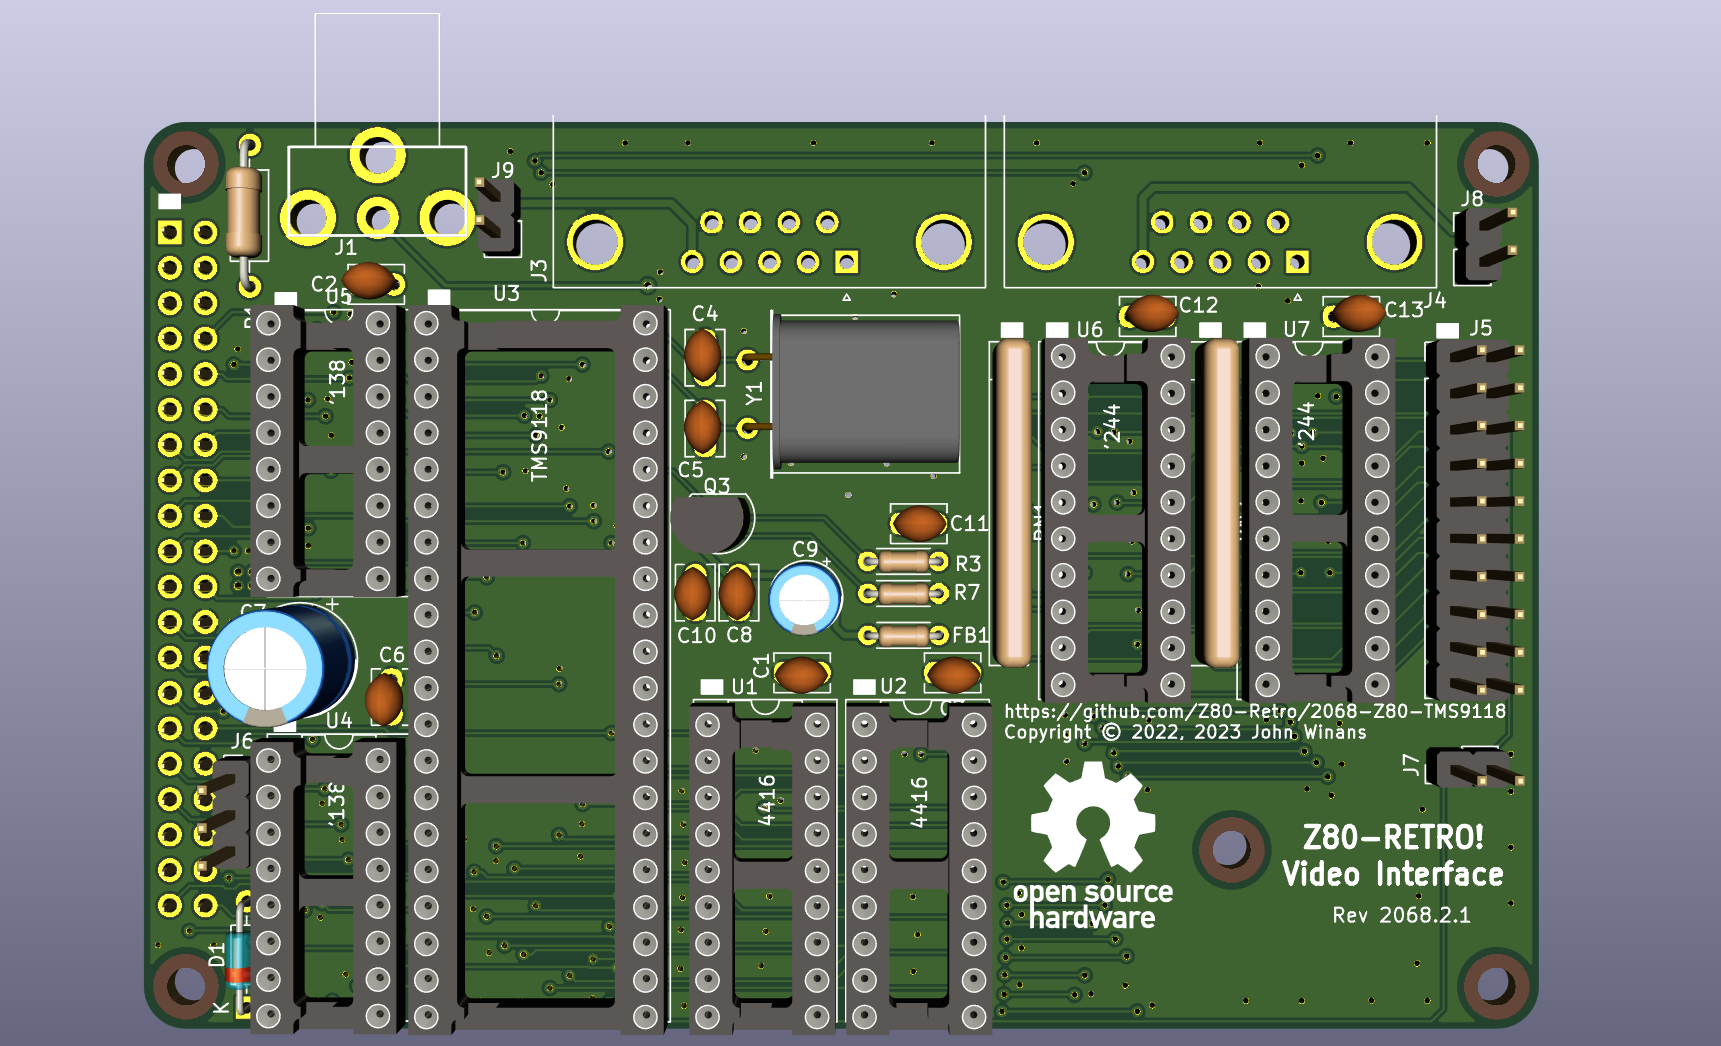 J9
J8
J1
J3
C2
U5
U3
C4
C12
C13
J4
U6
U7
J5
'138
Y1
TMS9118
'244
'244
C5
Q3
C11
C9
+
R3
R7
C10
C8
FB1
+
C6
C1
U1
U2
U4
https://github.com/Z80-Retro/2068-Z80-TMS9118
Copyright © 2022, 2023 John Winans
J6
J7
'138
4416
4416
Z80-RETRO!
Video Interface
open source
hardware
Rev 2068.2.1
D1
K